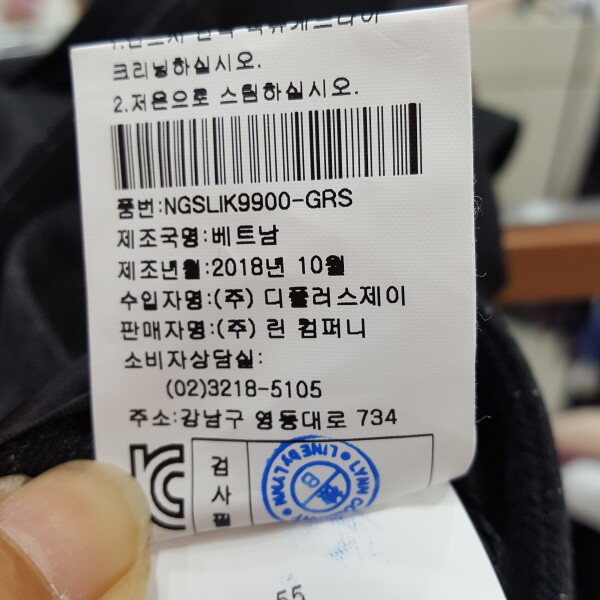 크리닝하십시오.
2.저온으로 스팀하십시오.
품번:NGSLIK9900-GRS
제조국명:베트남
제조년월:2018년 10월
수입자명:(주) 디플러스제이
판매자명:(주) 린 컴퍼니
소비자상담실:
(02)3218-5105
주소:강남구 영동대로 734
검
사
필
LINE BY LYNN
55